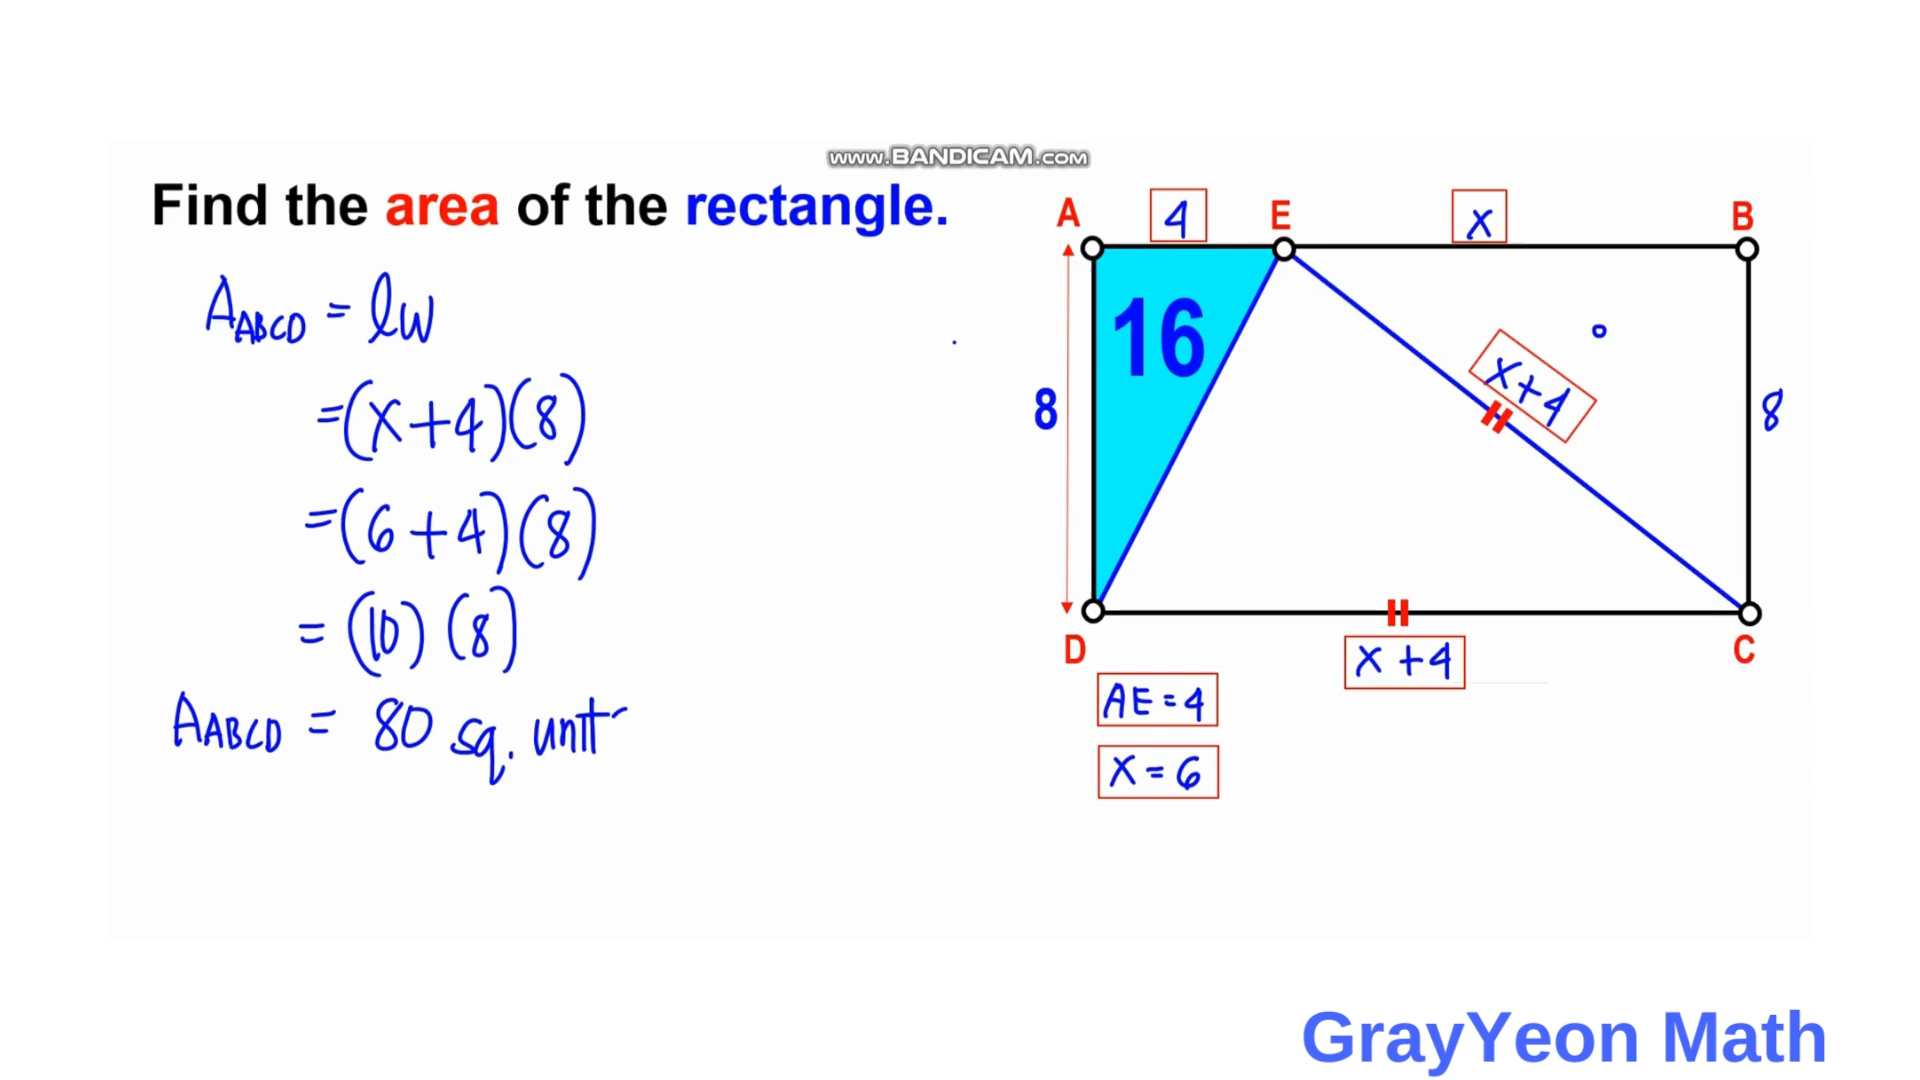 www.BANDICAM.com
Find the area of the rectangle.
A 4 E x B
A_ABCD = lw
16
x+4
= (x+4)(8)
8
8
= (6+4)(8)
= (10)(8)
D
x+4
C
AE = 4
A_ABCD = 80 sq. unit
x = 6
GrayYeon Math